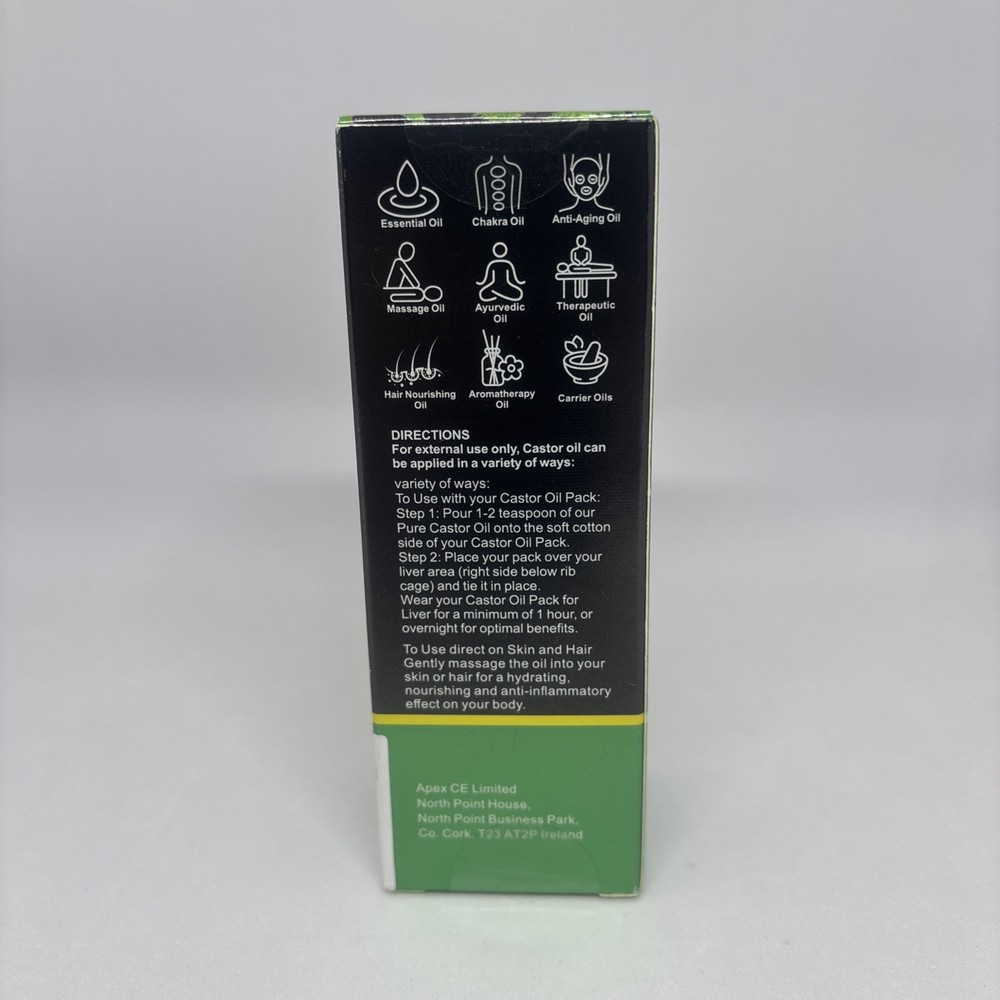 Essential Oil
Chakra Oil
Anti-Aging Oil
Massage Oil
Ayurvedic
Oil
Therapeutic
Oil
Hair Nourishing
Oil
Aromatherapy
Oil
Carrier Oils
DIRECTIONS
For external use only, Castor oil can
be applied in a variety of ways:
variety of ways:
To Use with your Castor Oil Pack:
Step 1: Pour 1-2 teaspoon of our
Pure Castor Oil onto the soft cotton
side of your Castor Oil Pack.
Step 2: Place your pack over your
liver area (right side below rib
cage) and tie it in place.
Wear your Castor Oil Pack for
Liver for a minimum of 1 hour, or
overnight for optimal benefits.
To Use direct on Skin and Hair
Gently massage the oil into your
skin or hair for a hydrating,
nourishing and anti-inflammatory
effect on your body.
Apex CE Limited
North Point House,
North Point Business Park,
Co. Cork. T23 AT2P Ireland